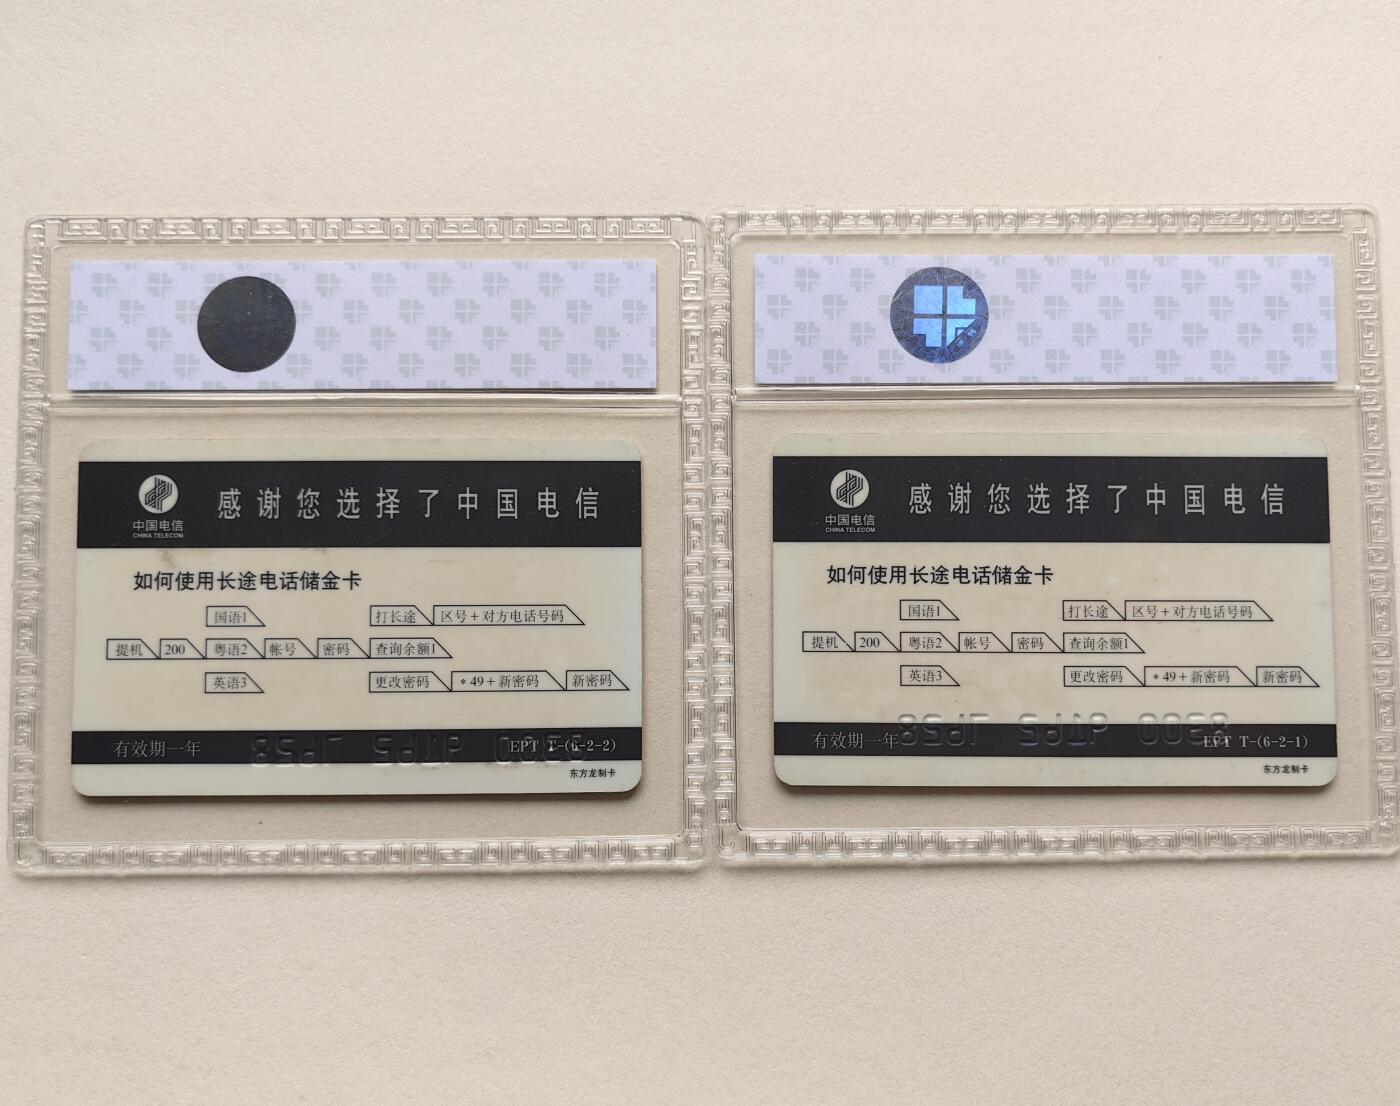 中国电信
CHINA TELECOM
感谢您选择了中国电信
如何使用长途电话储金卡
国语1
打长途 区号+对方电话号码
提机 200 粤语2 帐号 密码 查询余额1
英语3
更改密码 *49+新密码 新密码
有效期一年
EPT T-(6-2-2)
东方龙制卡
中国电信
CHINA TELECOM
感谢您选择了中国电信
如何使用长途电话储金卡
国语1
打长途 区号+对方电话号码
提机 200 粤语2 帐号 密码 查询余额1
英语3
更改密码 *49+新密码 新密码
有效期一年
EPT T-(6-2-1)
东方龙制卡